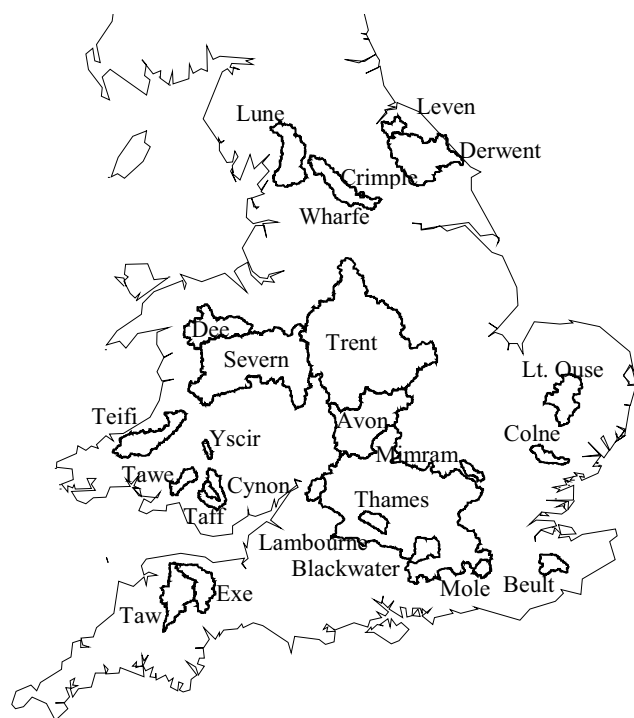 Leven
Lune
Derwent
Crimple
Wharfe
Dee
Trent
Severn
Lt. Ouse
Teifi
Avon
Colne
Yscir
Mimram
Tawe
Cynon
Thames
Taff
Lambourne
Blackwater
Mole
Beult
Exe
Taw